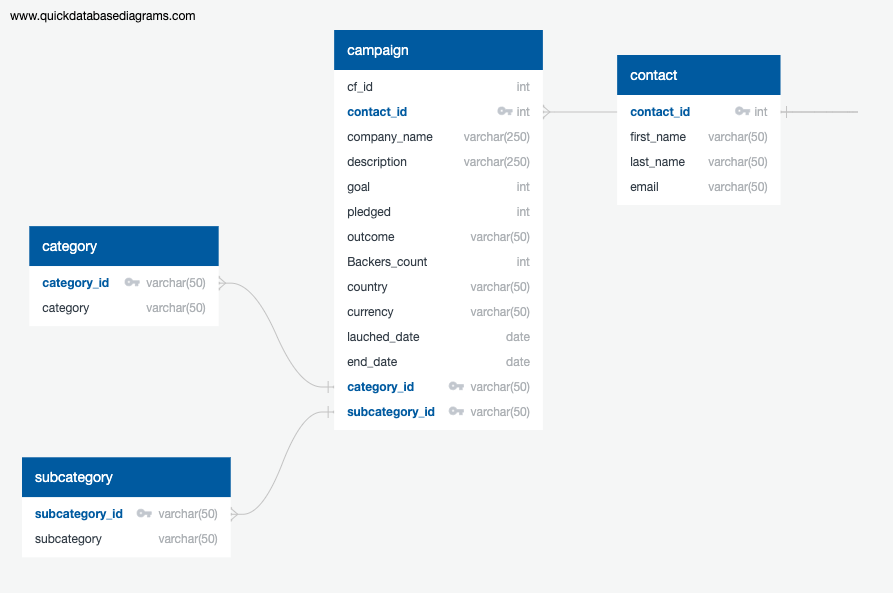 www.quickdatabasediagrams.com
campaign
cf_id int
contact_id int
company_name varchar(250)
description varchar(250)
goal int
pledged int
outcome varchar(50)
Backers_count int
country varchar(50)
currency varchar(50)
lauched_date date
end_date date
category_id varchar(50)
subcategory_id varchar(50)
contact
contact_id int
first_name varchar(50)
last_name varchar(50)
email varchar(50)
category
category_id varchar(50)
category varchar(50)
subcategory
subcategory_id varchar(50)
subcategory varchar(50)